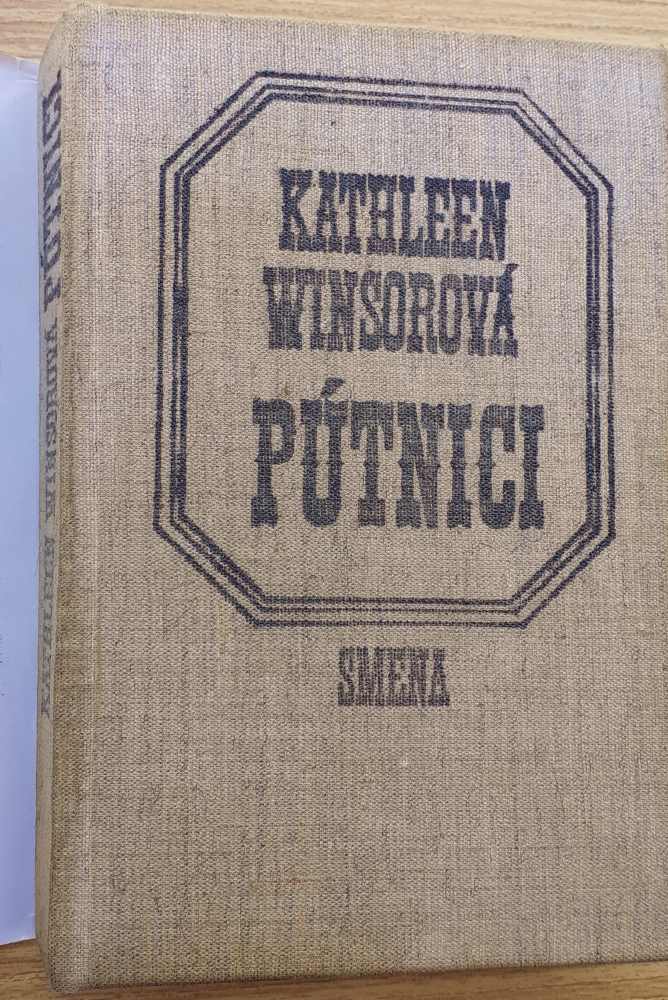 KATHLEEN
WINSOROVÁ
PÚTNICI
SMENA
KATHLEEN WINSOROVÁ PÚTNICI